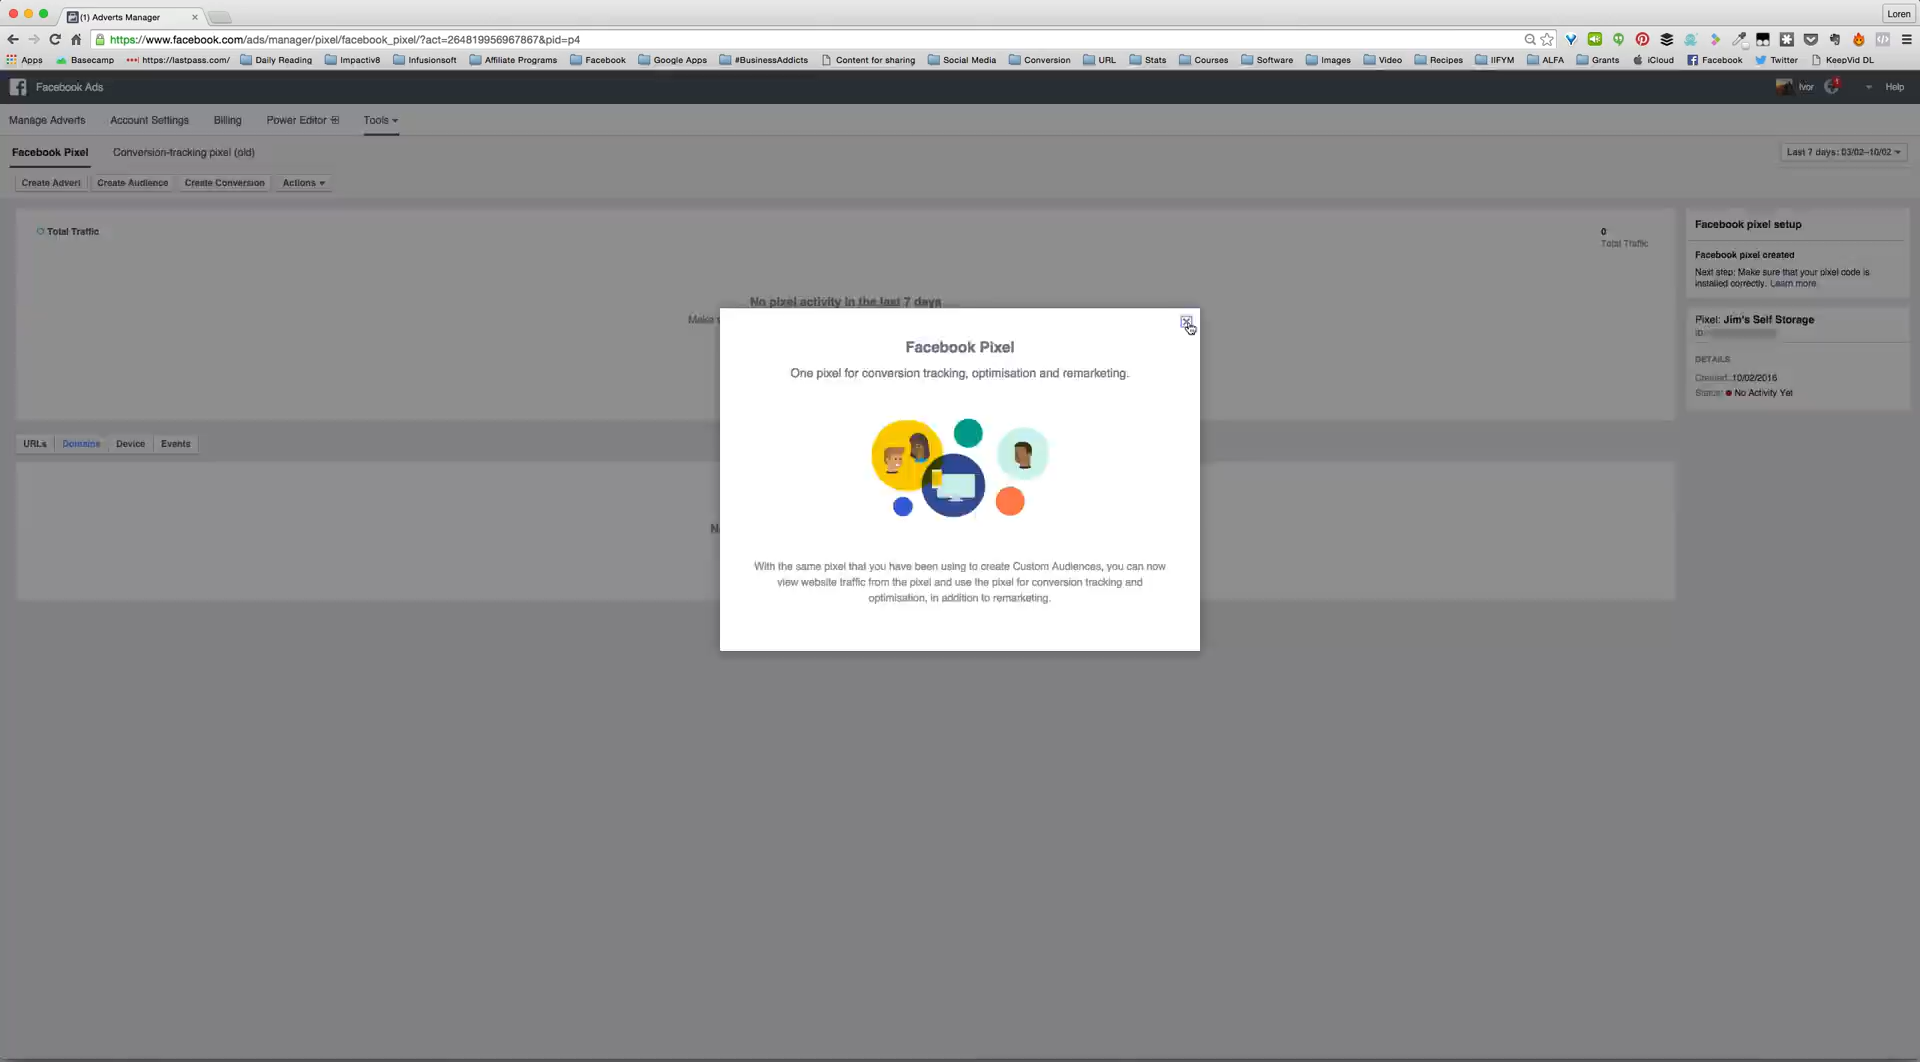 (1) Adverts Manager
Loren
https://www.facebook.com/ads/manager/pixel/facebook_pixel/?act=264819956967867&pid=p4
Apps Basecamp https://lastpass.com/ Daily Reading Impactiv8 Infusionsoft Affiliate Programs Facebook Google Apps #BusinessAddicts Content for sharing Social Media Conversion URL Stats Courses Software Images Video Recipes IIFYM ALFA Grants iCloud Facebook Twitter KeepVid DL
Facebook Ads Ivor 1 Help
Manage Adverts Account Settings Billing Power Editor Tools
Facebook Pixel Conversion-tracking pixel (old) Last 7 days: 03/02–10/02
Create Advert Create Audience Create Conversion Actions
Total Traffic
0
Total Traffic
No pixel activity in the last 7 days
Make
Facebook pixel setup
Facebook pixel created
Next step: Make sure that your pixel code is
installed correctly. Learn more.
Pixel: Jim's Self Storage
ID:
DETAILS
Created: 10/02/2016
Status: No Activity Yet
URLs Domains Device Events
Facebook Pixel
One pixel for conversion tracking, optimisation and remarketing.
With the same pixel that you have been using to create Custom Audiences, you can now
view website traffic from the pixel and use the pixel for conversion tracking and
optimisation, in addition to remarketing.